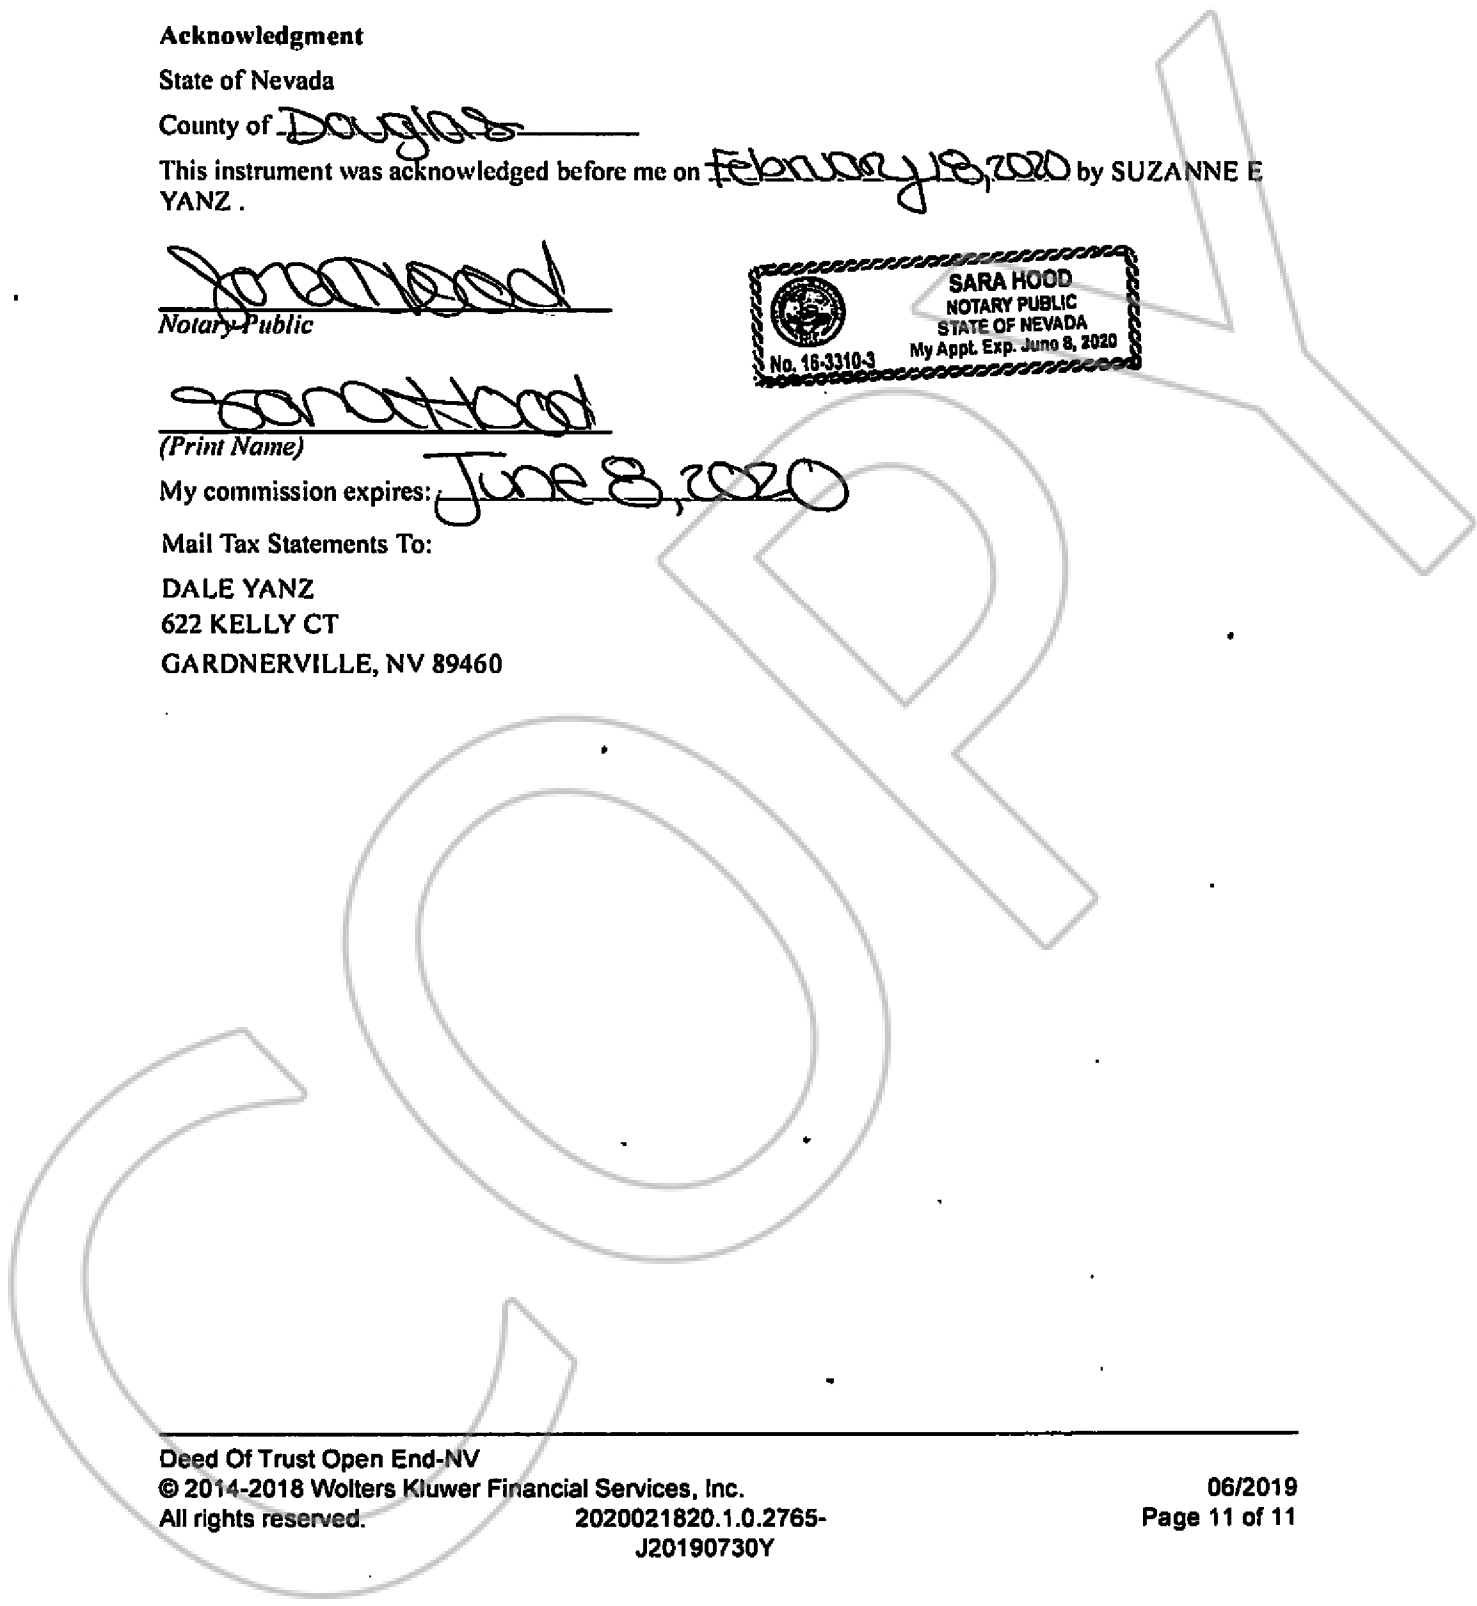 Acknowledgment
State of Nevada
County of Douglas
This instrument was acknowledged before me on February 18, 2020 by SUZANNE E
YANZ .
Sara Hood
Notary Public
SARA HOOD
NOTARY PUBLIC
STATE OF NEVADA
No. 16-3310-3 My Appt. Exp. June 8, 2020
Sara Hood
(Print Name)
My commission expires: June 8, 2020
Mail Tax Statements To:
DALE YANZ
622 KELLY CT
GARDNERVILLE, NV 89460
COPY
Deed Of Trust Open End-NV
© 2014-2018 Wolters Kluwer Financial Services, Inc. 06/2019
All rights reserved. 2020021820.1.0.2765- Page 11 of 11
J20190730Y